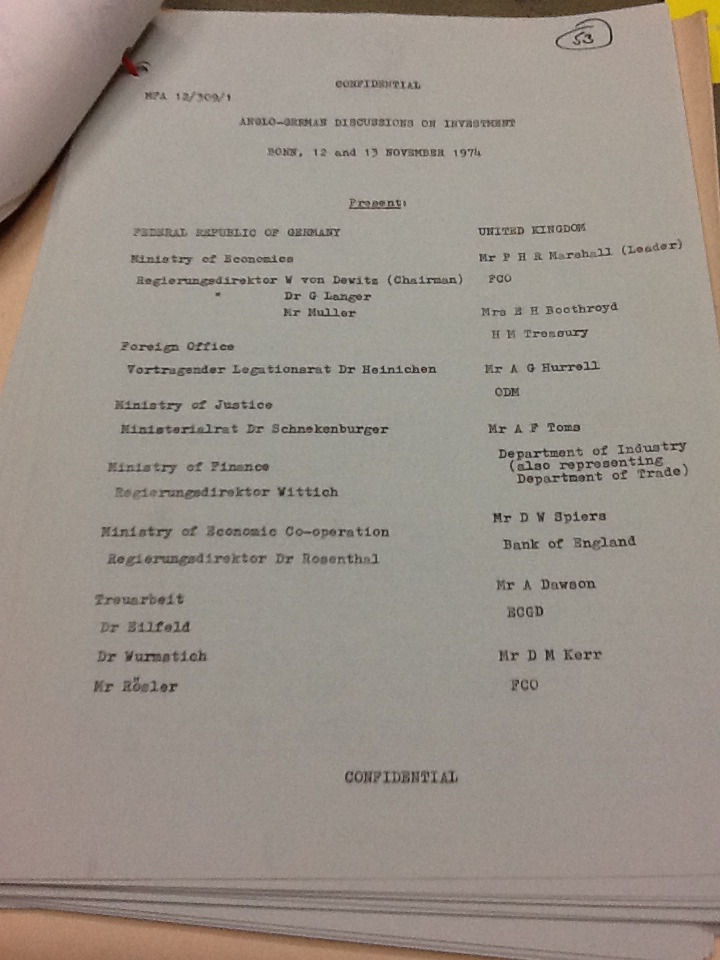 53
CONFIDENTIAL
MFA 12/309/1
ANGLO-GERMAN DISCUSSIONS ON INVESTMENT
BONN, 12 and 13 NOVEMBER 1974
Present:
FEDERAL REPUBLIC OF GERMANY
Ministry of Economics
Regierungsdirektor W von Dewitz (Chairman)
" Dr G Langer
Mr Muller
Foreign Office
Vortragender Legationsrat Dr Heinichen
Ministry of Justice
Ministerialrat Dr Schnekenburger
Ministry of Finance
Regierungsdirektor Wittich
Ministry of Economic Co-operation
Regierungsdirektor Dr Rosenthal
Treuarbeit
Dr Eilfeld
Dr Wurmstich
Mr Rösler
UNITED KINGDOM
Mr P H R Marshall (Leader)
FCO
Mrs E H Boothroyd
H M Treasury
Mr A G Hurrell
ODM
Mr A F Toms
Department of Industry
(also representing
Department of Trade)
Mr D W Spiers
Bank of England
Mr A Dawson
ECGD
Mr D M Kerr
FCO
CONFIDENTIAL